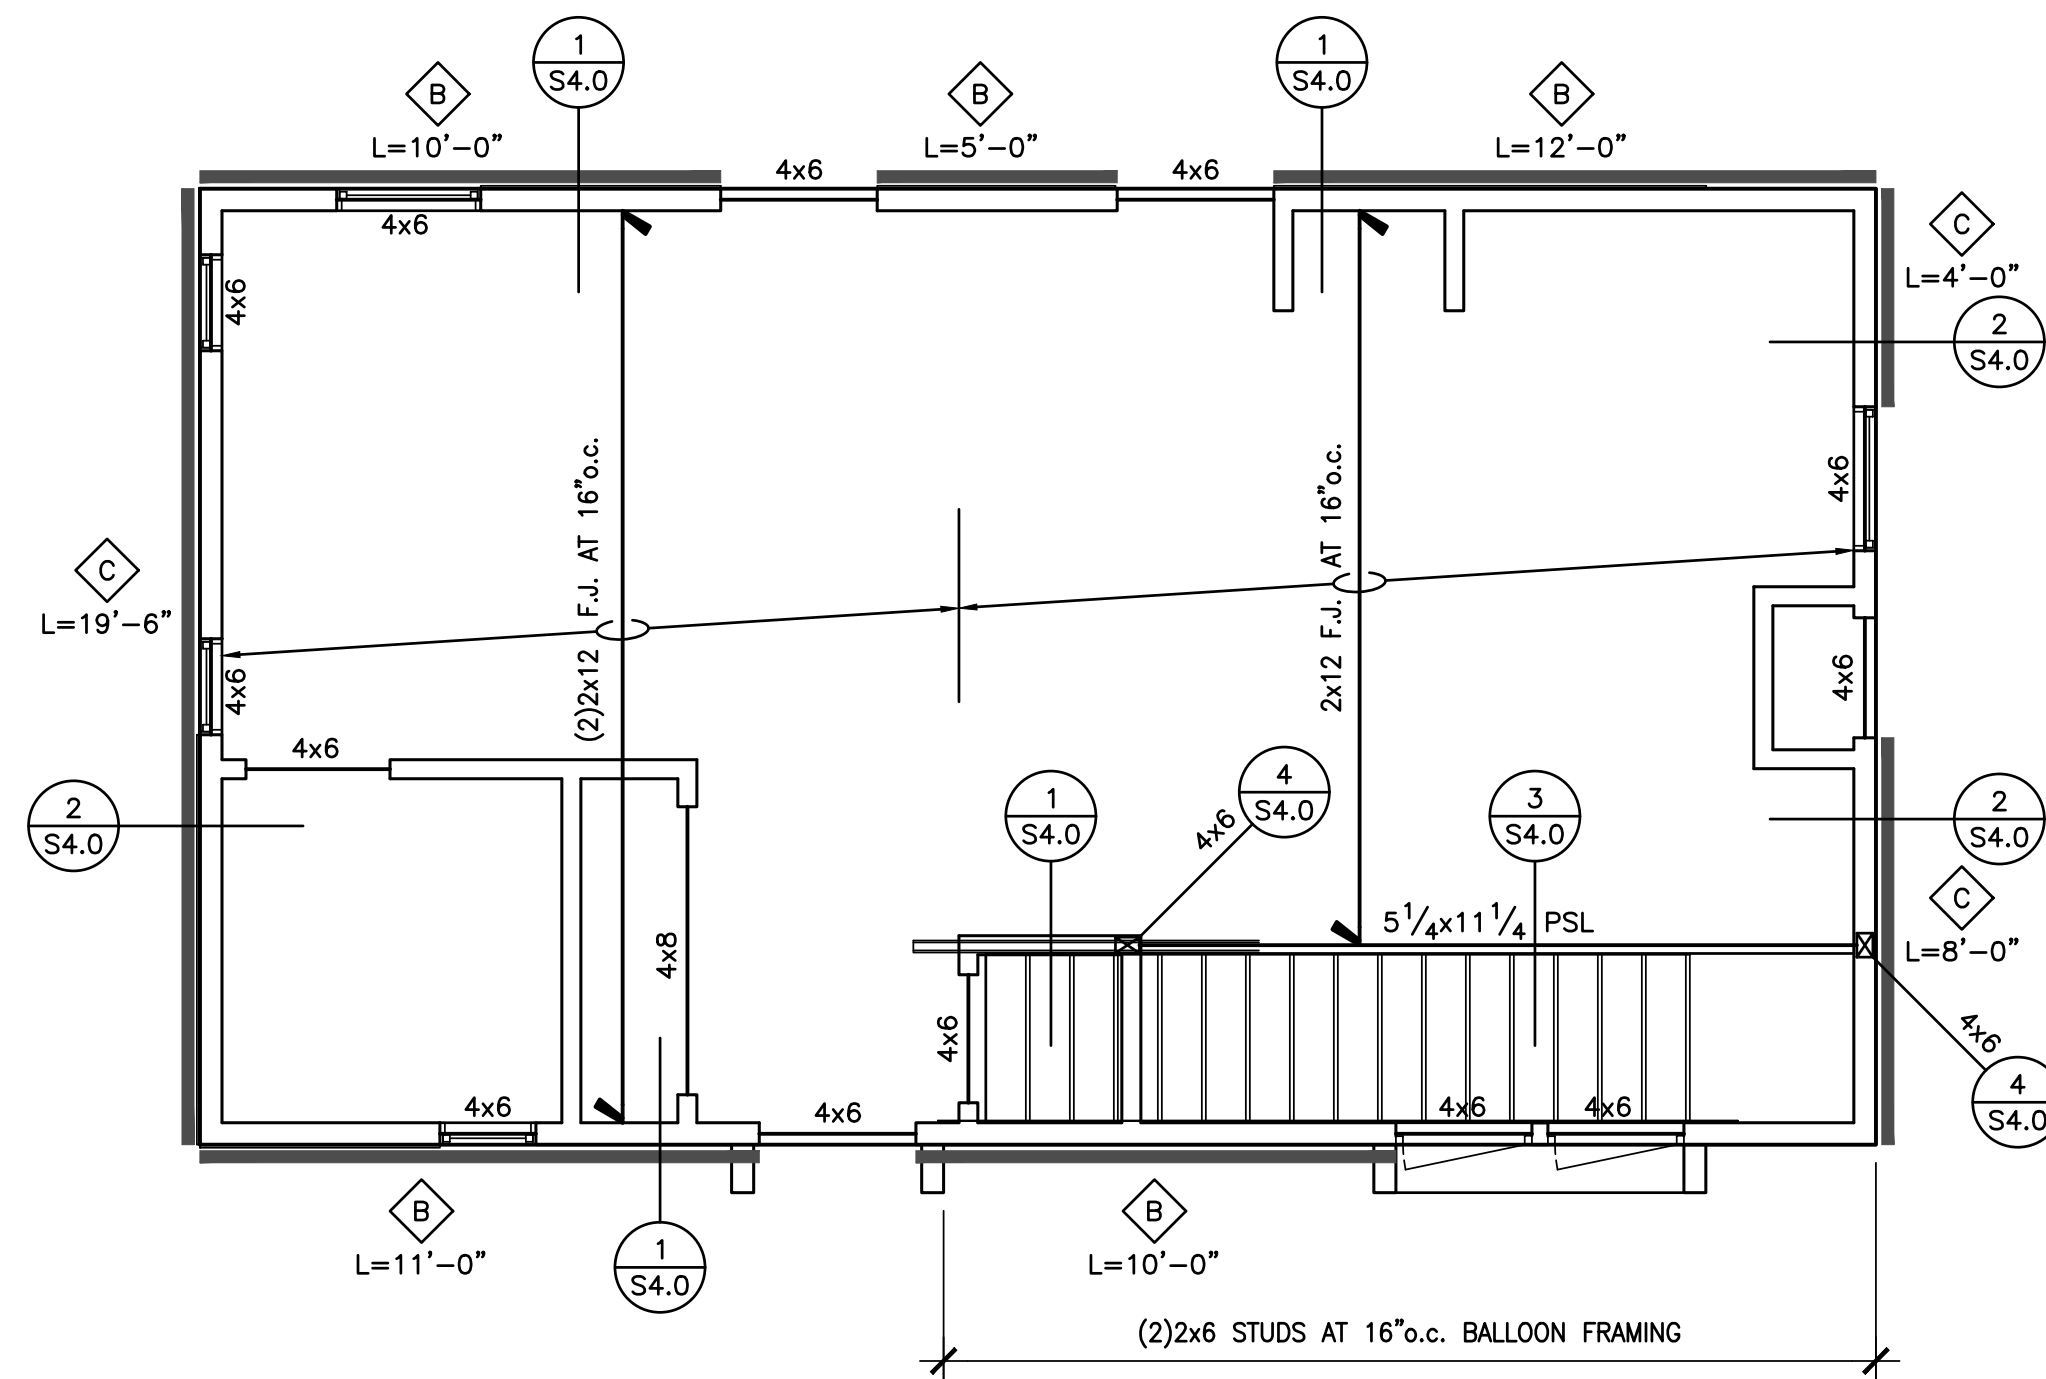 1
S4.0
1
S4.0
B
L=10'-0"
B
L=5'-0"
B
L=12'-0"
4x6
4x6
4x6
C
L=4'-0"
4x6
2
S4.0
(2)2x12 F.J. AT 16"o.c.
2x12 F.J. AT 16"o.c.
4x6
C
L=19'-6"
4x6
4x6
4x6
2
S4.0
1
S4.0
4
S4.0
4x6
3
S4.0
2
S4.0
C
L=8'-0"
5 1/4x11 1/4 PSL
4x8
4x6
4x6
4
S4.0
4x6
4x6
4x6
4x6
B
L=11'-0"
1
S4.0
B
L=10'-0"
(2)2x6 STUDS AT 16"o.c. BALLOON FRAMING